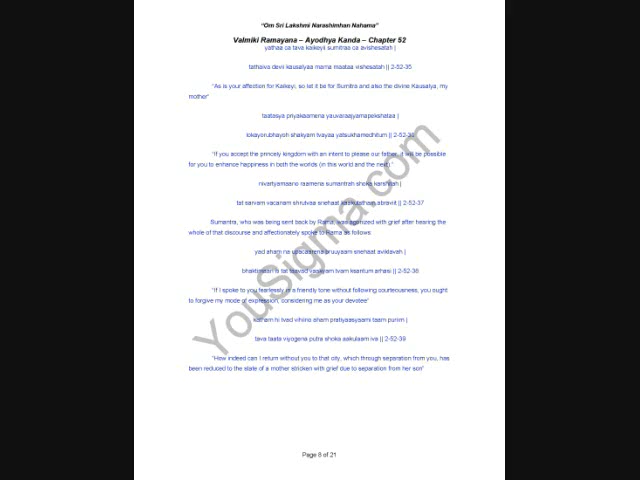 “Om Sri Lakshmi Narashimhan Nahama”
Valmiki Ramayana – Ayodhya Kanda – Chapter 52
yathaa ca tava kaikeyii sumitraa ca avisheSataH |
tathaiva devii kausalyaa mama maataa visheshataH || 2-52-35
“As is your affection for Kaikeyi, so let it be for Sumitra and also the divine Kausalya, my
mother”
taatasya priyakaamena yauvaraajyamapekshataa |
lokayorubhayoH shakyam tvayaa yatsukhamedhitum || 2-52-36
“If you accept the princely kingdom with an intent to please our father, it will be possible
for you to enhance happiness in both the worlds (in this world and the next).”
nivartyamaano raameNa sumantraH shoka karshitaH |
tat sarvam vacanam shrutvaa snehaat kaakutstham abraviit || 2-52-37
Sumantra, who was being sent back by Rama, was agonized with grief after hearing the
whole of that discourse and affectionately spoke to Rama as follows:
yad aham na upacaareNa bruuyaam snehaat aviklavaH |
bhaktimaan iti tat taavad vaakyam tvam kshantum arhasi || 2-52-38
“If I spoke to you fearlessly in a friendly tone without following courteousness, you ought
to forgive my mode of expression, considering me as your devotee”
katham hi tvad vihiino aham pratiyaasyaami taam puriim |
tava taata viyogena putra shoka aakulaam iva || 2-52-39
“How indeed can I return without you to that city, which through separation from you, has
been reduced to the state of a mother stricken with grief due to separation from her son”
YouSigma.com
Page 8 of 21